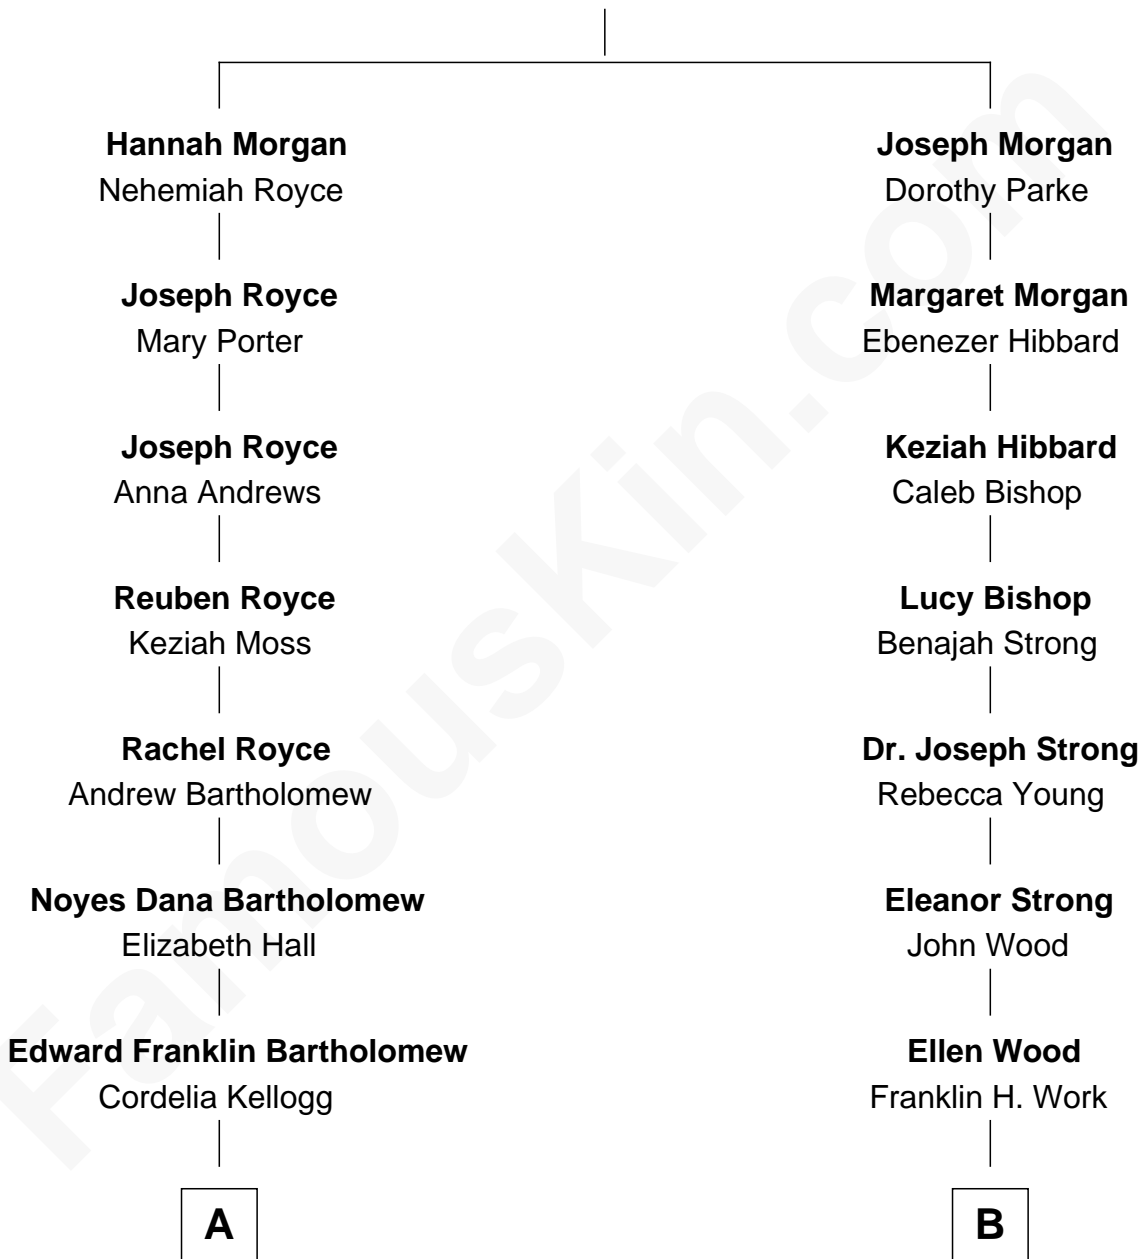 Hannah Morgan
Nehemiah Royce
Joseph Royce
Mary Porter
Joseph Royce
Anna Andrews
Reuben Royce
Keziah Moss
Rachel Royce
Andrew Bartholomew
Noyes Dana Bartholomew
Elizabeth Hall
Edward Franklin Bartholomew
Cordelia Kellogg
A
Joseph Morgan
Dorothy Parke
Margaret Morgan
Ebenezer Hibbard
Keziah Hibbard
Caleb Bishop
Lucy Bishop
Benajah Strong
Dr. Joseph Strong
Rebecca Young
Eleanor Strong
John Wood
Ellen Wood
Franklin H. Work
B
FamousKin.com